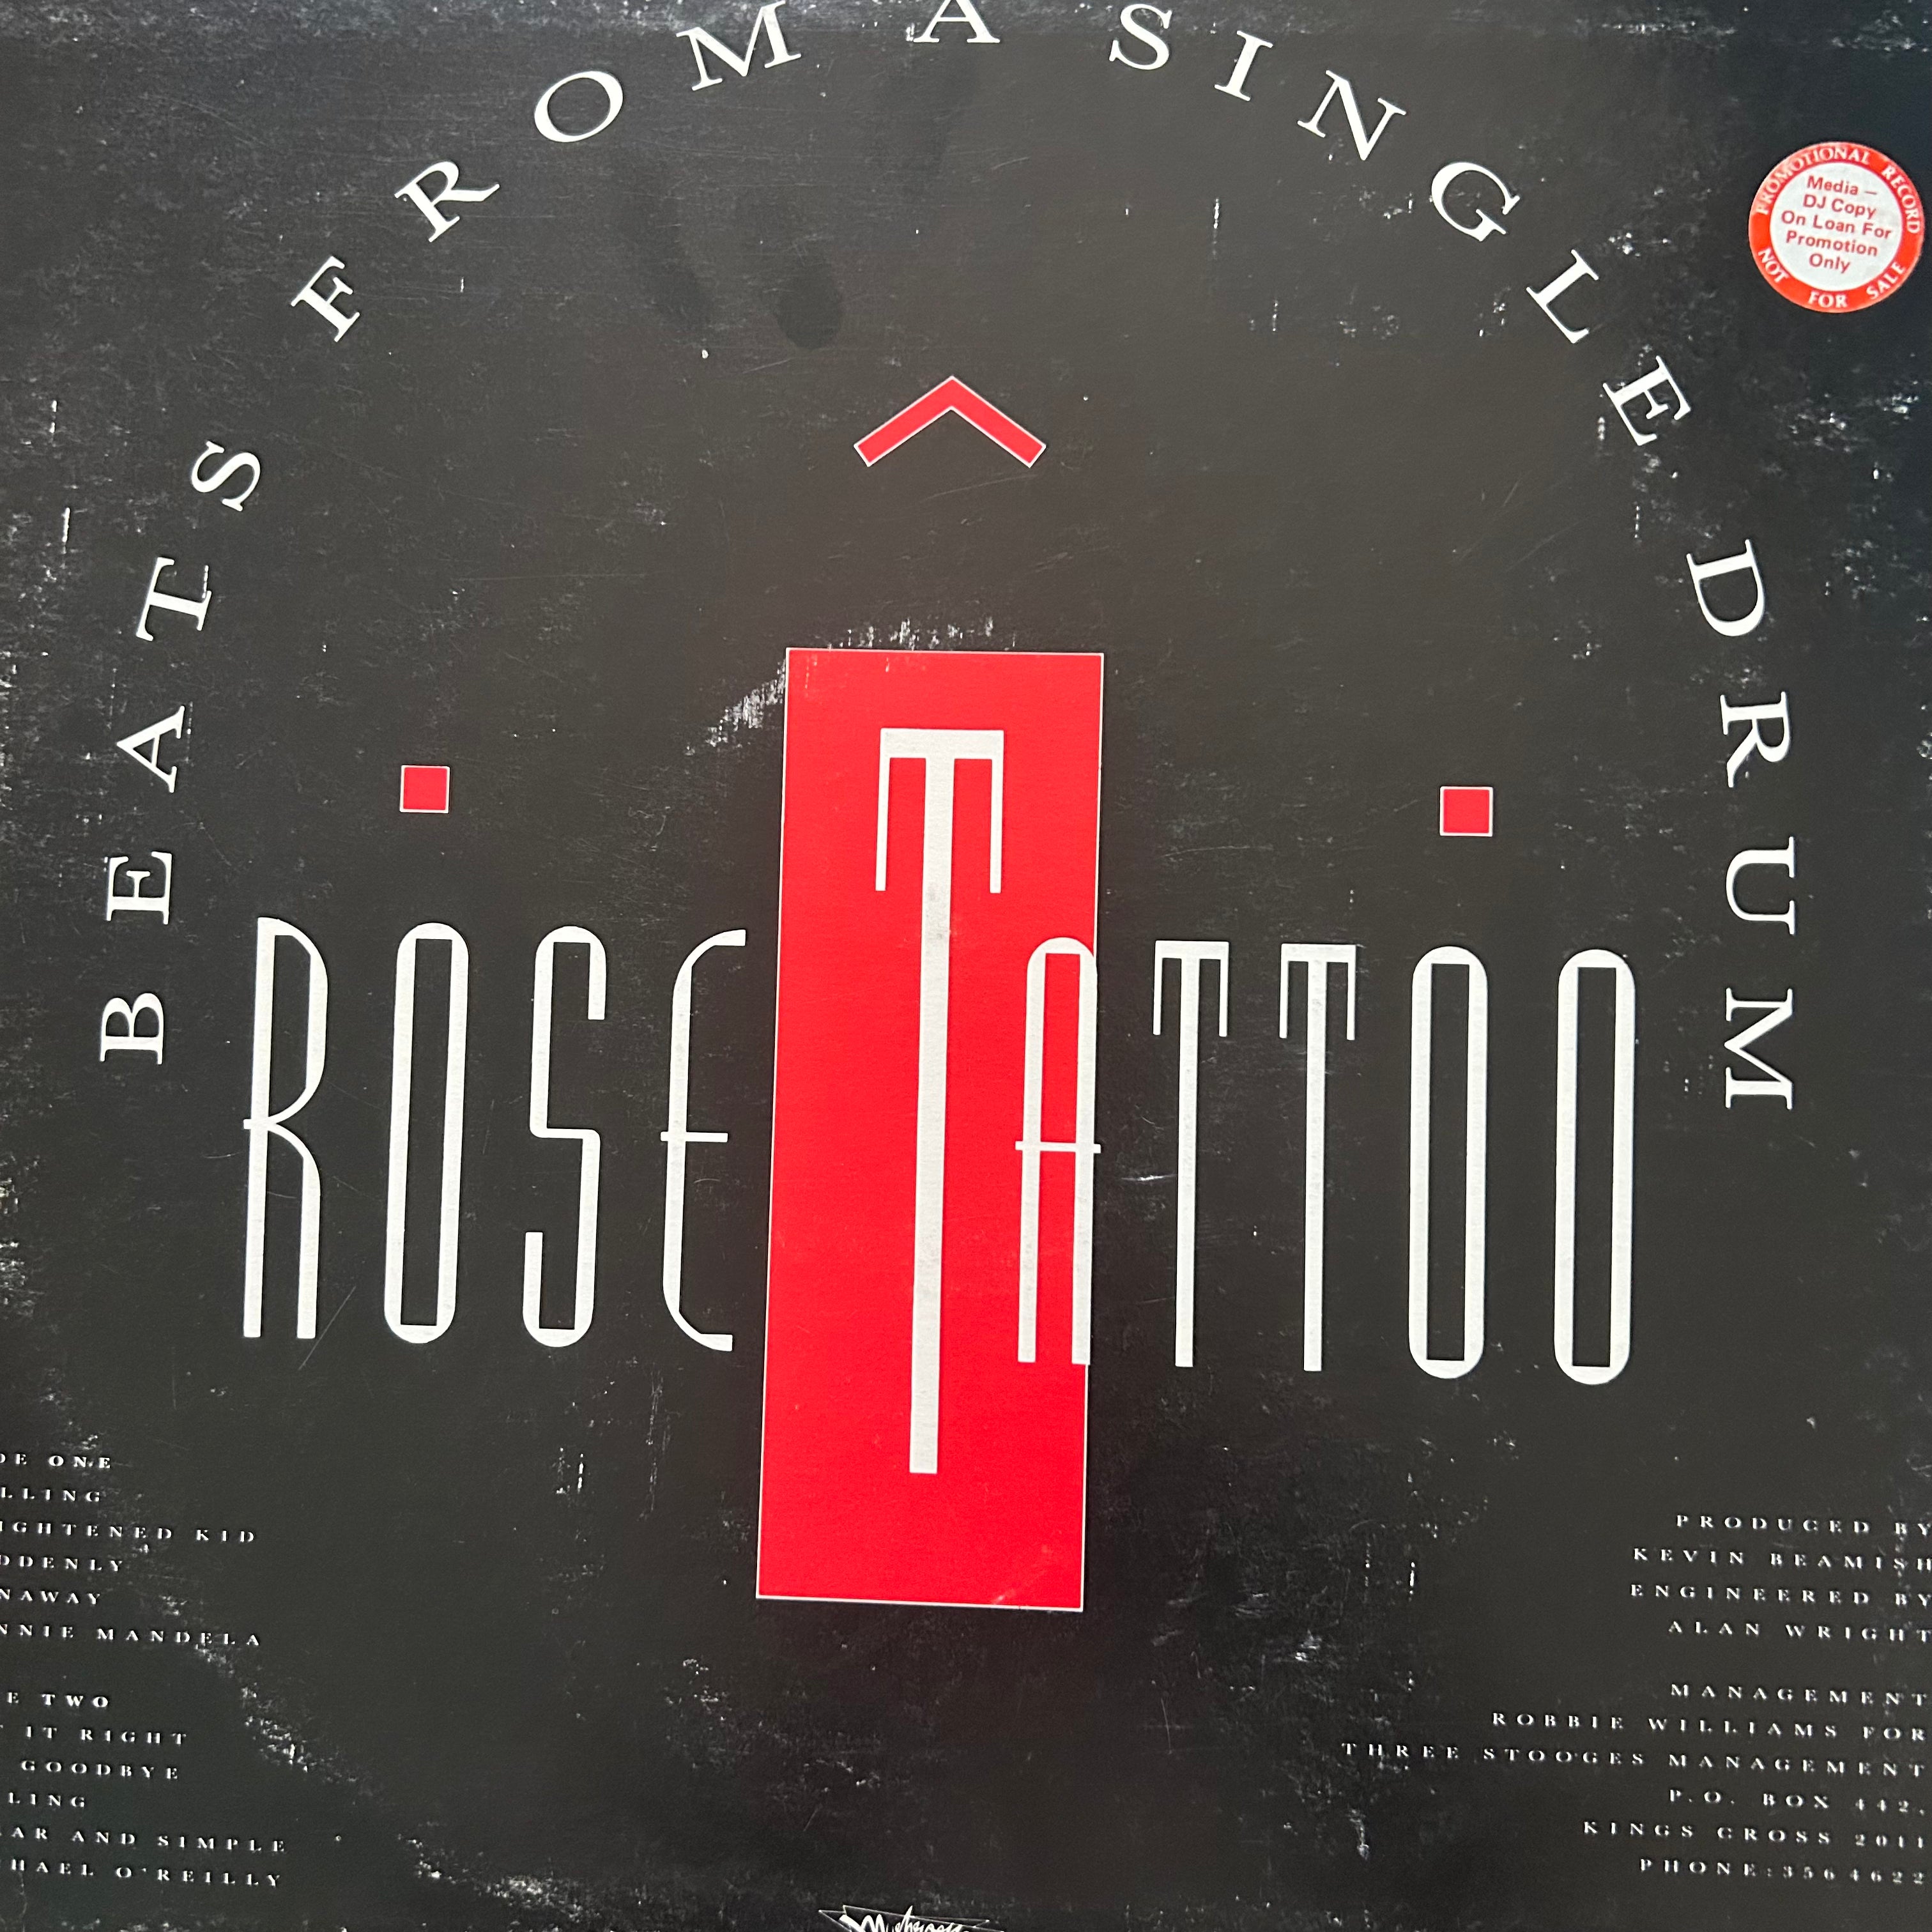 BEATS FROM A SINGLE DRUM
PROMOTIONAL RECORD
Media –
DJ Copy
On Loan For
Promotion
Only
NOT FOR SALE
ROSE TATTOO
DE ONE
LLING
IGHTENED KID
DDENLY
NAWAY
NNIE MANDELA
E TWO
IT RIGHT
GOODBYE
LING
AR AND SIMPLE
HAEL O'REILLY
PRODUCED BY
KEVIN BEAMISH
ENGINEERED BY
ALAN WRIGHT
MANAGEMENT
ROBBIE WILLIAMS FOR
THREE STOOGES MANAGEMENT
P.O. BOX 442,
KINGS CROSS 2011
PHONE:3564622